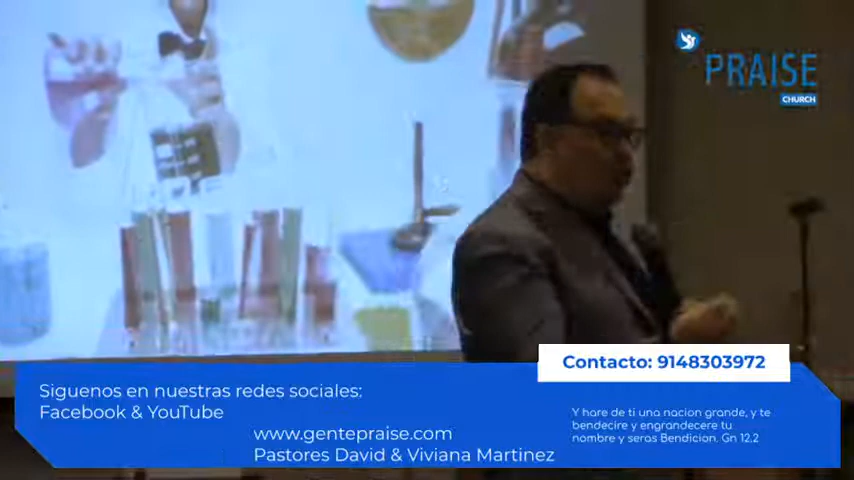 PRAISE
CHURCH
Contacto: 9148303972
Siguenos en nuestras redes sociales:
Facebook & YouTube
www.gentepraise.com
Pastores David & Viviana Martinez
Y hare de ti una nacion grande, y te
bendecire y engrandecere tu
nombre y seras Bendicion. Gn 12,2